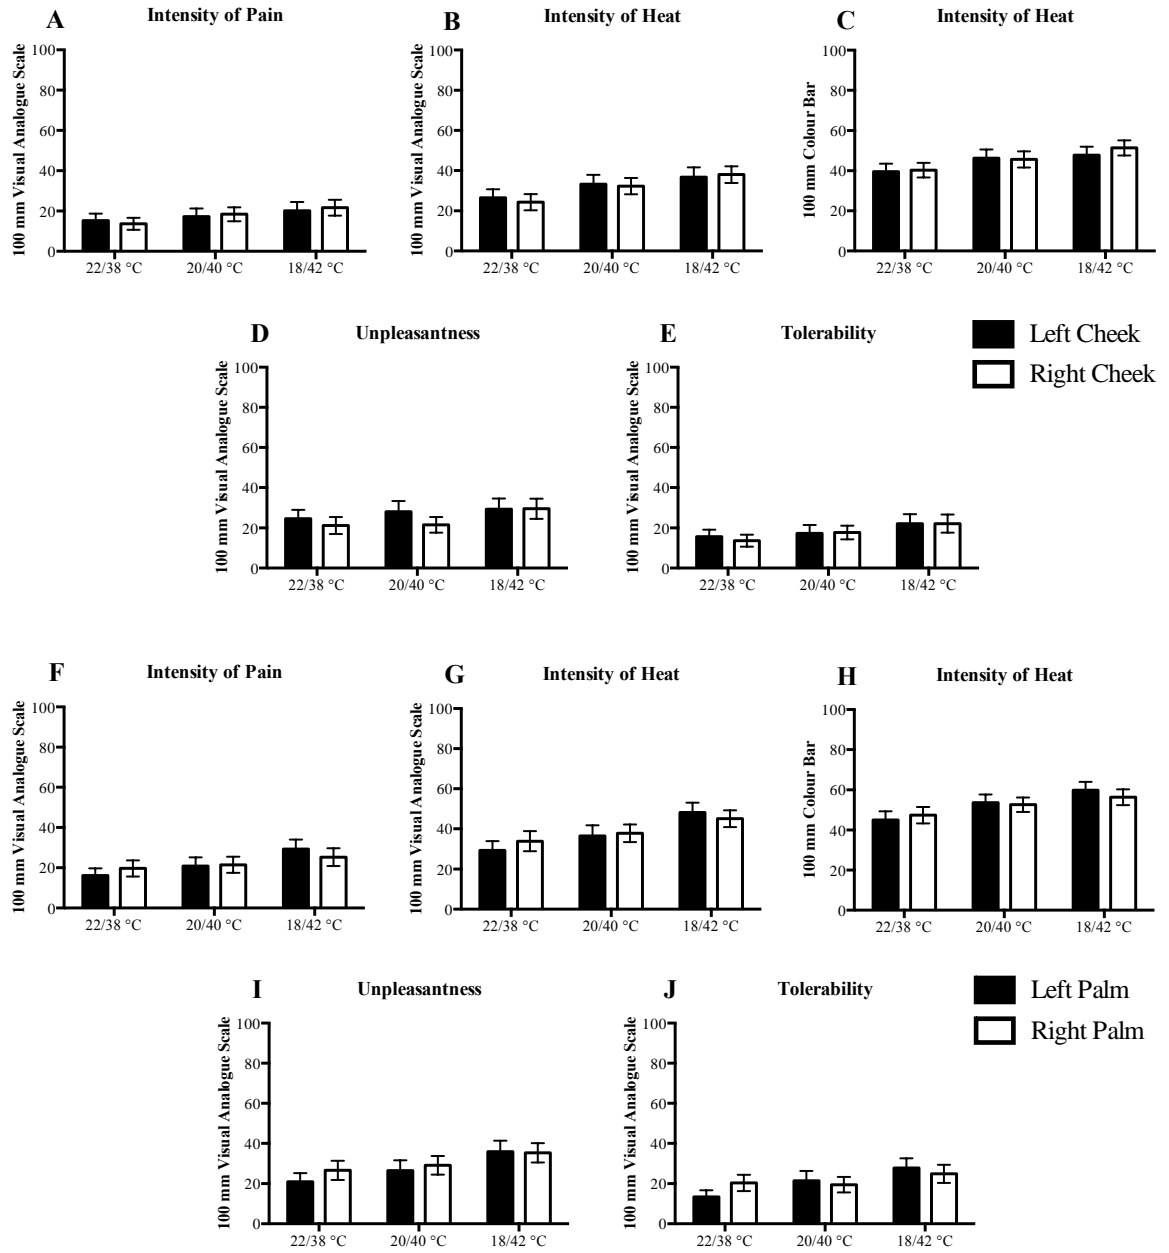 A
Intensity of Pain
100 mm Visual Analogue Scale
100
80
60
40
20
0
22/38 °C 20/40 °C 18/42 °C
B
Intensity of Heat
100 mm Visual Analogue Scale
100
80
60
40
20
0
22/38 °C 20/40 °C 18/42 °C
C
Intensity of Heat
100 mm Colour Bar
100
80
60
40
20
0
22/38 °C 20/40 °C 18/42 °C
D
Unpleasantness
100 mm Visual Analogue Scale
100
80
60
40
20
0
22/38 °C 20/40 °C 18/42 °C
E
Tolerability
100 mm Visual Analogue Scale
100
80
60
40
20
0
22/38 °C 20/40 °C 18/42 °C
Left Cheek
Right Cheek
F
Intensity of Pain
100 mm Visual Analogue Scale
100
80
60
40
20
0
22/38 °C 20/40 °C 18/42 °C
G
Intensity of Heat
100 mm Visual Analogue Scale
100
80
60
40
20
0
22/38 °C 20/40 °C 18/42 °C
H
Intensity of Heat
100 mm Colour Bar
100
80
60
40
20
0
22/38 °C 20/40 °C 18/42 °C
I
Unpleasantness
100 mm Visual Analogue Scale
100
80
60
40
20
0
22/38 °C 20/40 °C 18/42 °C
J
Tolerability
100 mm Visual Analogue Scale
100
80
60
40
20
0
22/38 °C 20/40 °C 18/42 °C
Left Palm
Right Palm